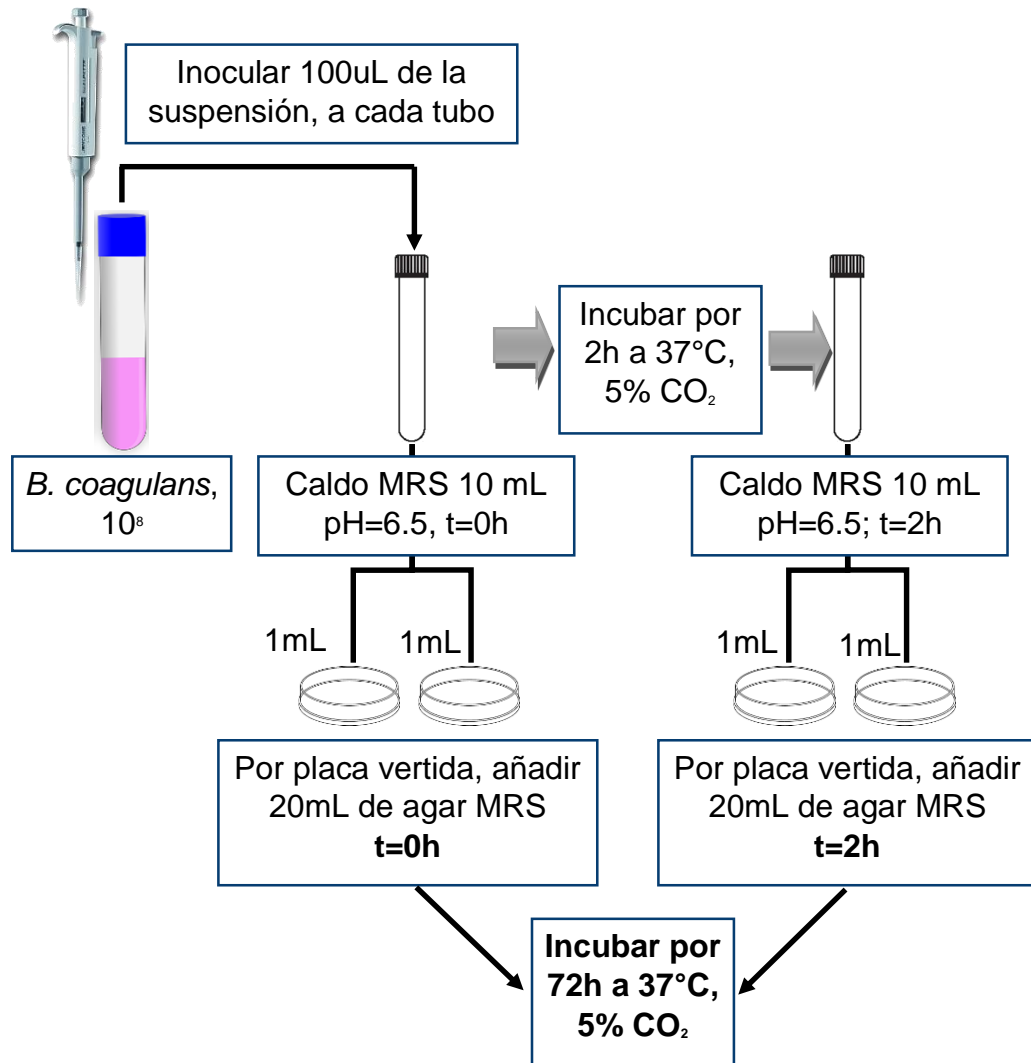 Inocular 100uL de la
suspensión, a cada tubo
Incubar por
2h a 37°C,
5% CO₂
B. coagulans,
10⁸
Caldo MRS 10 mL
pH=6.5, t=0h
Caldo MRS 10 mL
pH=6.5; t=2h
1mL
1mL
1mL
1mL
Por placa vertida, añadir
20mL de agar MRS
t=0h
Por placa vertida, añadir
20mL de agar MRS
t=2h
Incubar por
72h a 37°C,
5% CO₂